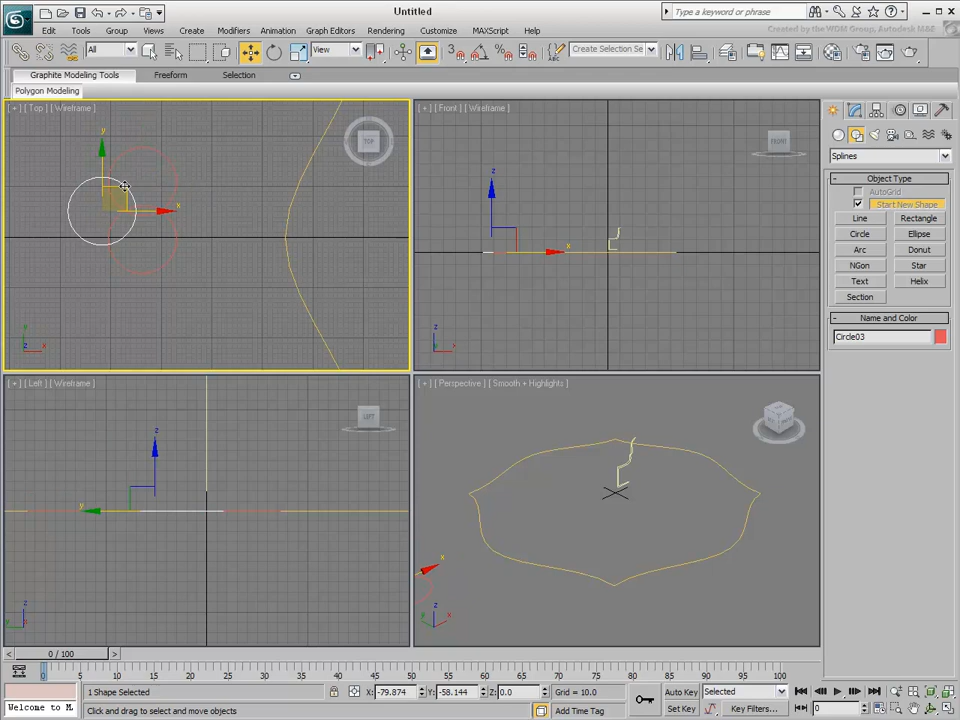 Untitled
Type a keyword or phrase
Edit Tools Group Views Create Modifiers Animation Graph Editors Rendering Customize MAXScript Help
Created by the WDM Group, Autodesk M&E
All View Create Selection Se
Graphite Modeling Tools Freeform Selection
Polygon Modeling
[ + ] [ Top ] [ Wireframe ]
TOP
y
x
z x
[ + ] [ Front ] [ Wireframe ]
FRONT
z
x
z
[ + ] [ Left ] [ Wireframe ]
LEFT
z
y
z
y
[ + ] [ Perspective ] [ Smooth + Highlights ]
x
z
y x
Splines
- Object Type
AutoGrid
Start New Shape
Line Rectangle
Circle Ellipse
Arc Donut
NGon Star
Text Helix
Section
- Name and Color
Circle03
< 0 / 100 >
0 5 10 15 20 25 30 35 40 45 50 55 60 65 70 75 80 85 90 95 100
1 Shape Selected X: -79.874 Y: -58.144 Z: 0.0 Grid = 10.0 Auto Key Selected
Welcome to M. Click and drag to select and move objects Add Time Tag Set Key Key Filters... 0